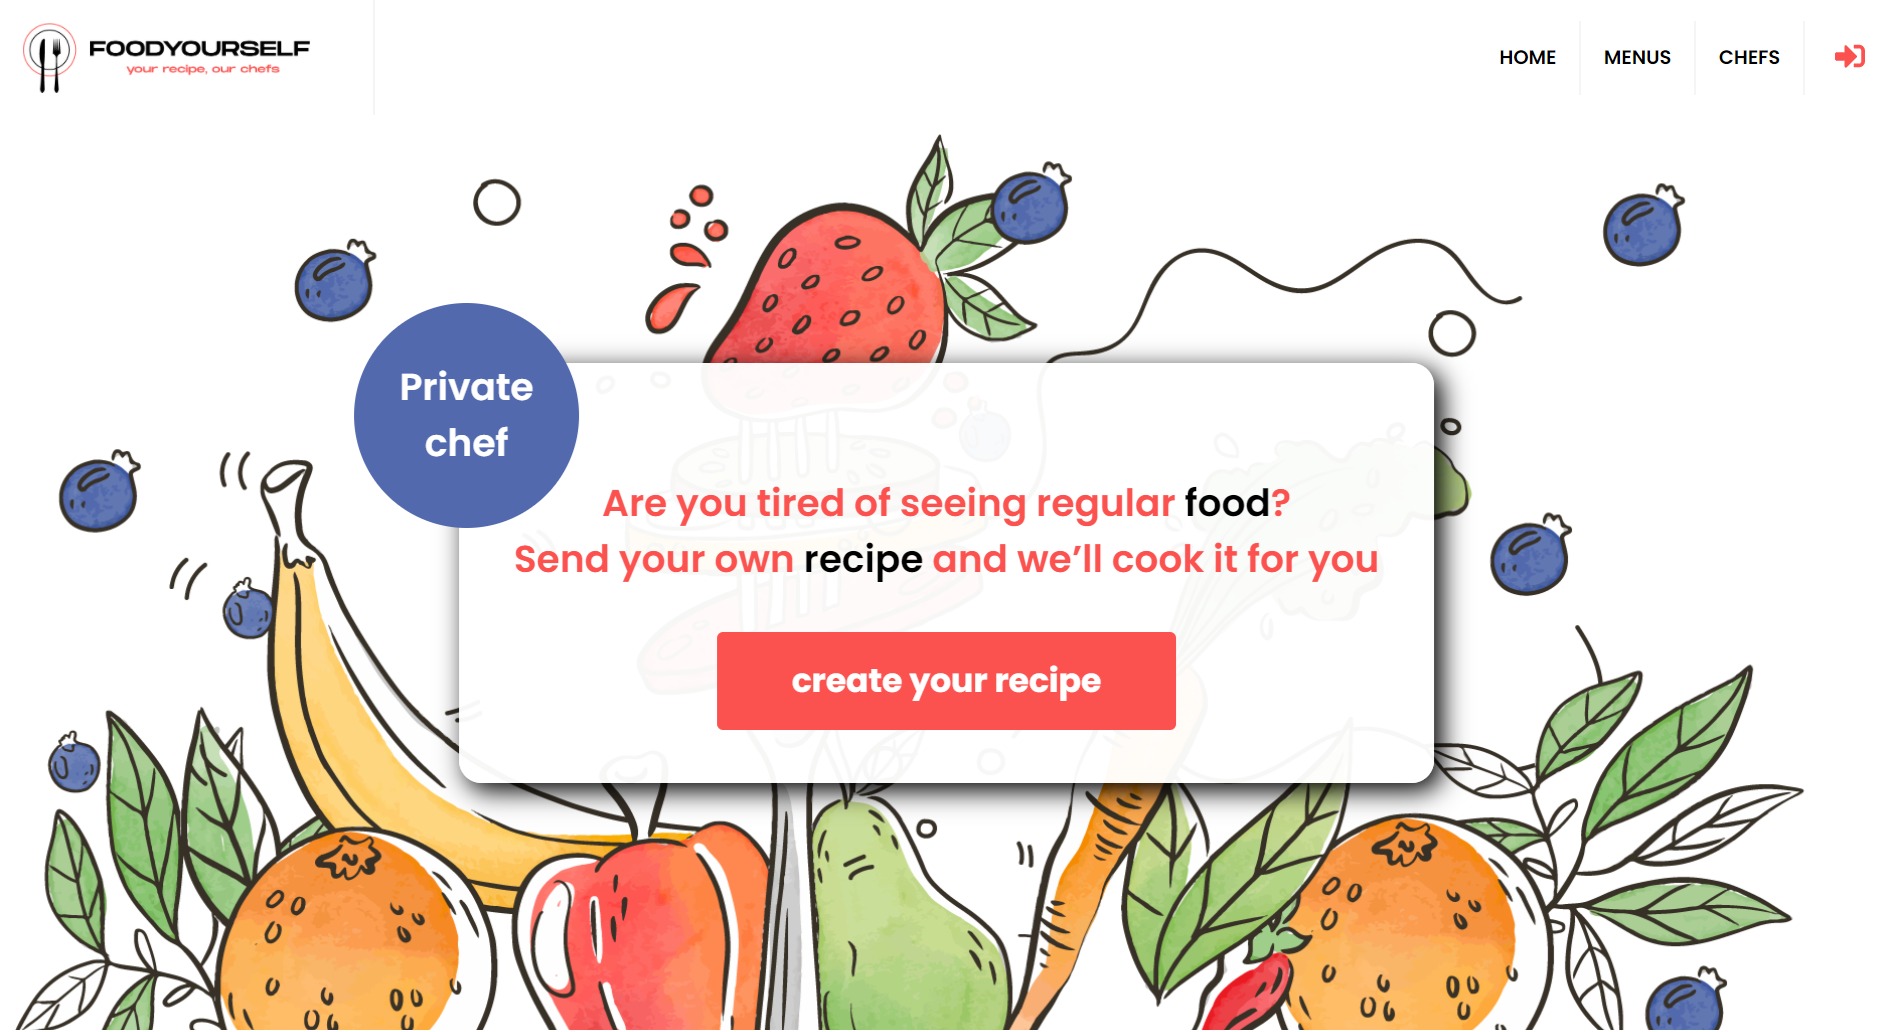 FOODYOURSELF
your recipe, our chefs
HOME
MENUS
CHEFS
Private
chef
Are you tired of seeing regular food?
Send your own recipe and we’ll cook it for you
create your recipe